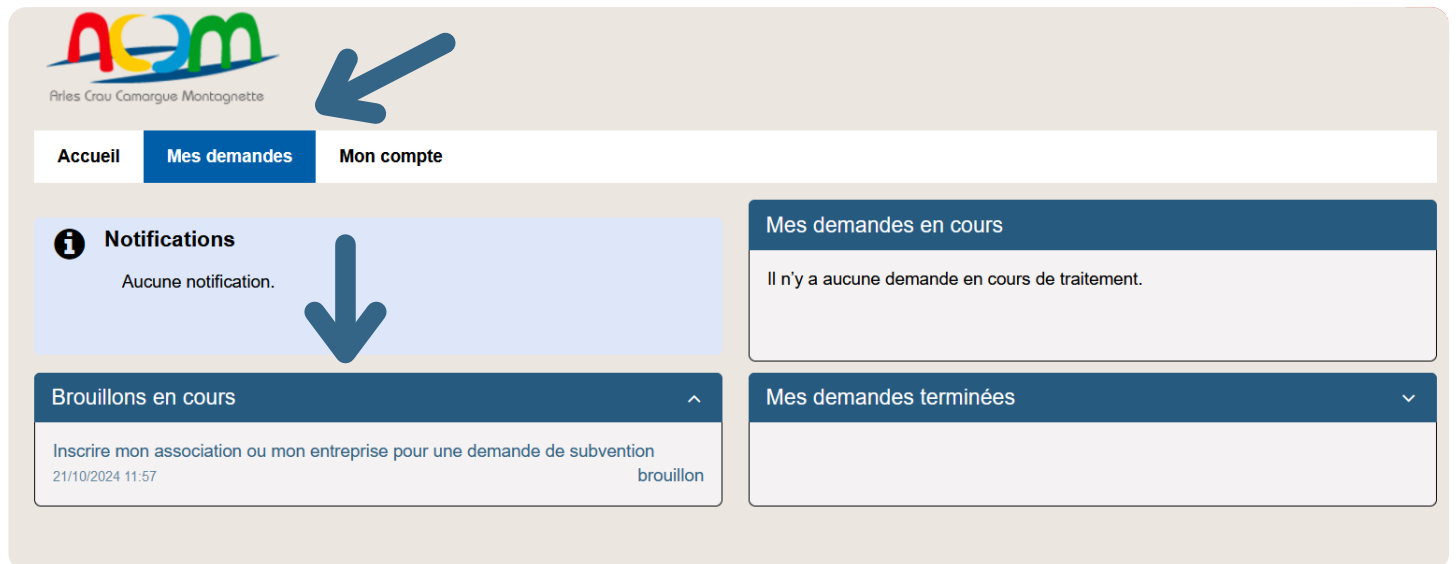 ACCM
Arles Crau Camargue Montagnette
Accueil Mes demandes Mon compte
Notifications
Aucune notification.
Mes demandes en cours
Il n’y a aucune demande en cours de traitement.
Brouillons en cours
Inscrire mon association ou mon entreprise pour une demande de subvention
21/10/2024 11:57 brouillon
Mes demandes terminées